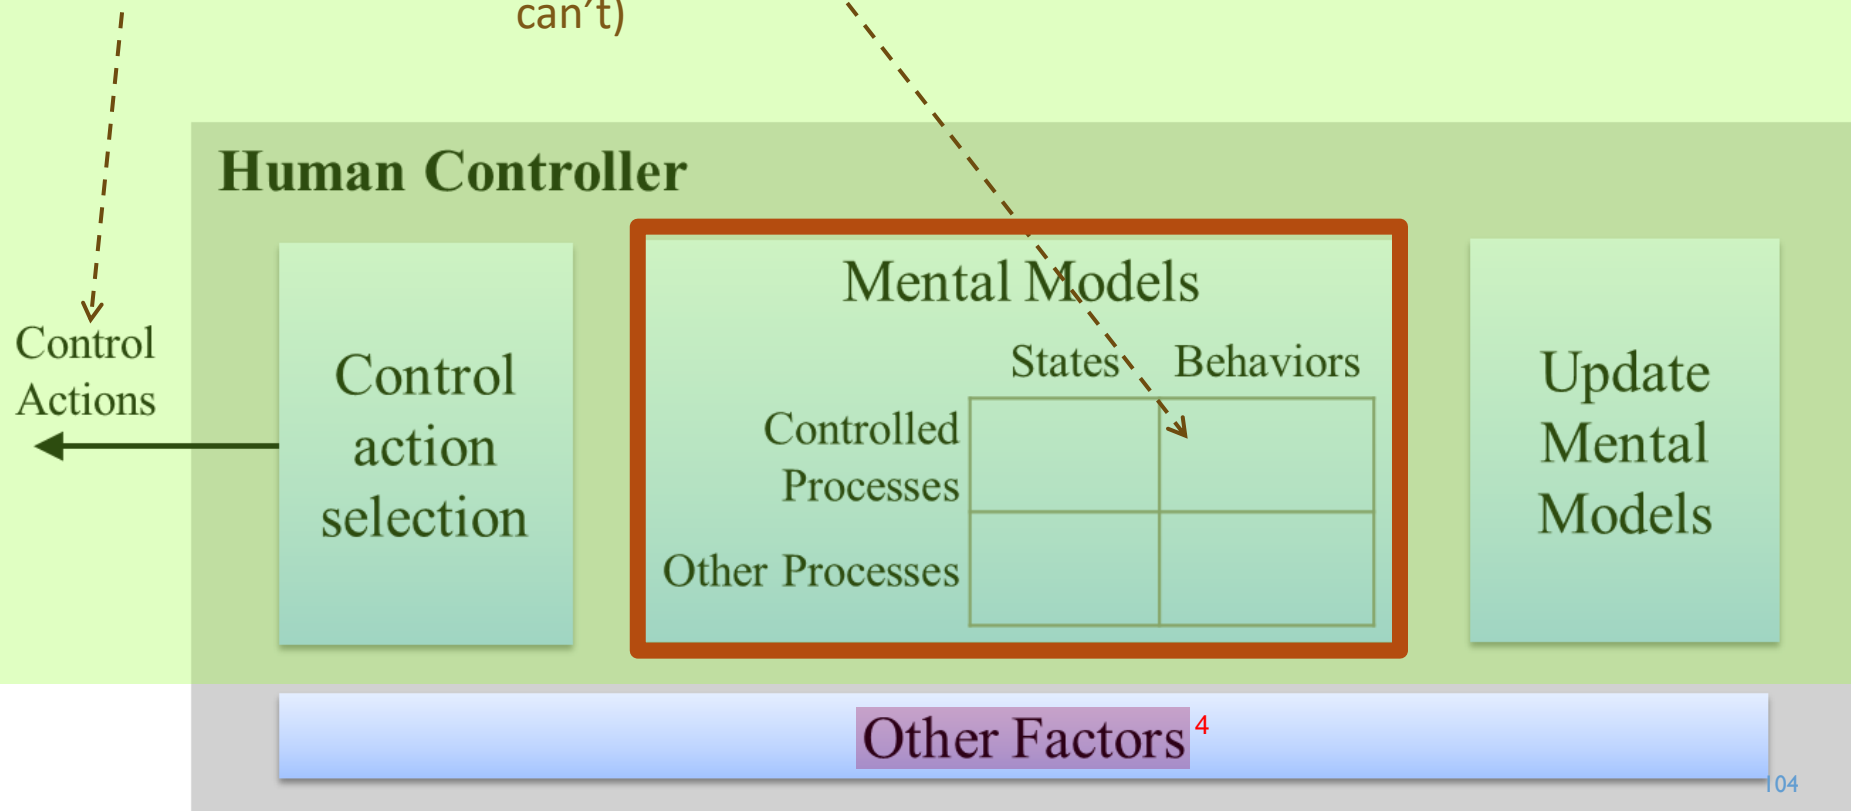 can't)
Human Controller
Control
Actions
Control
action
selection
Mental Models
States Behaviors
Controlled
Processes
Other Processes
Update
Mental
Models
Other Factors 4
104